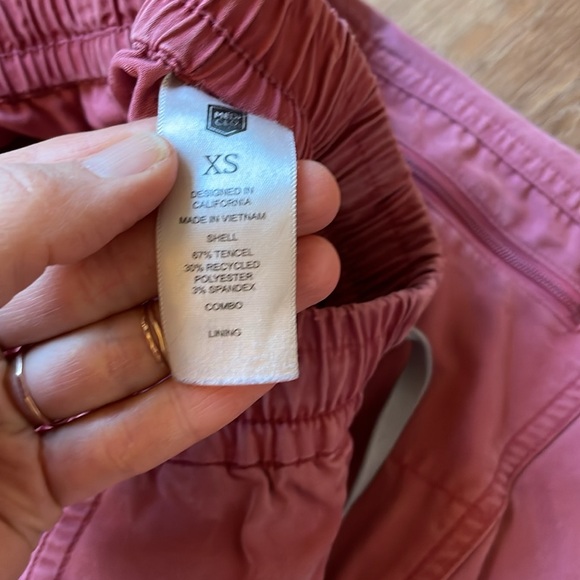 XS
DESIGNED IN
CALIFORNIA
MADE IN VIETNAM
SHELL
67% TENCEL
30% RECYCLED
POLYESTER
3% SPANDEX
COMBO
LINING